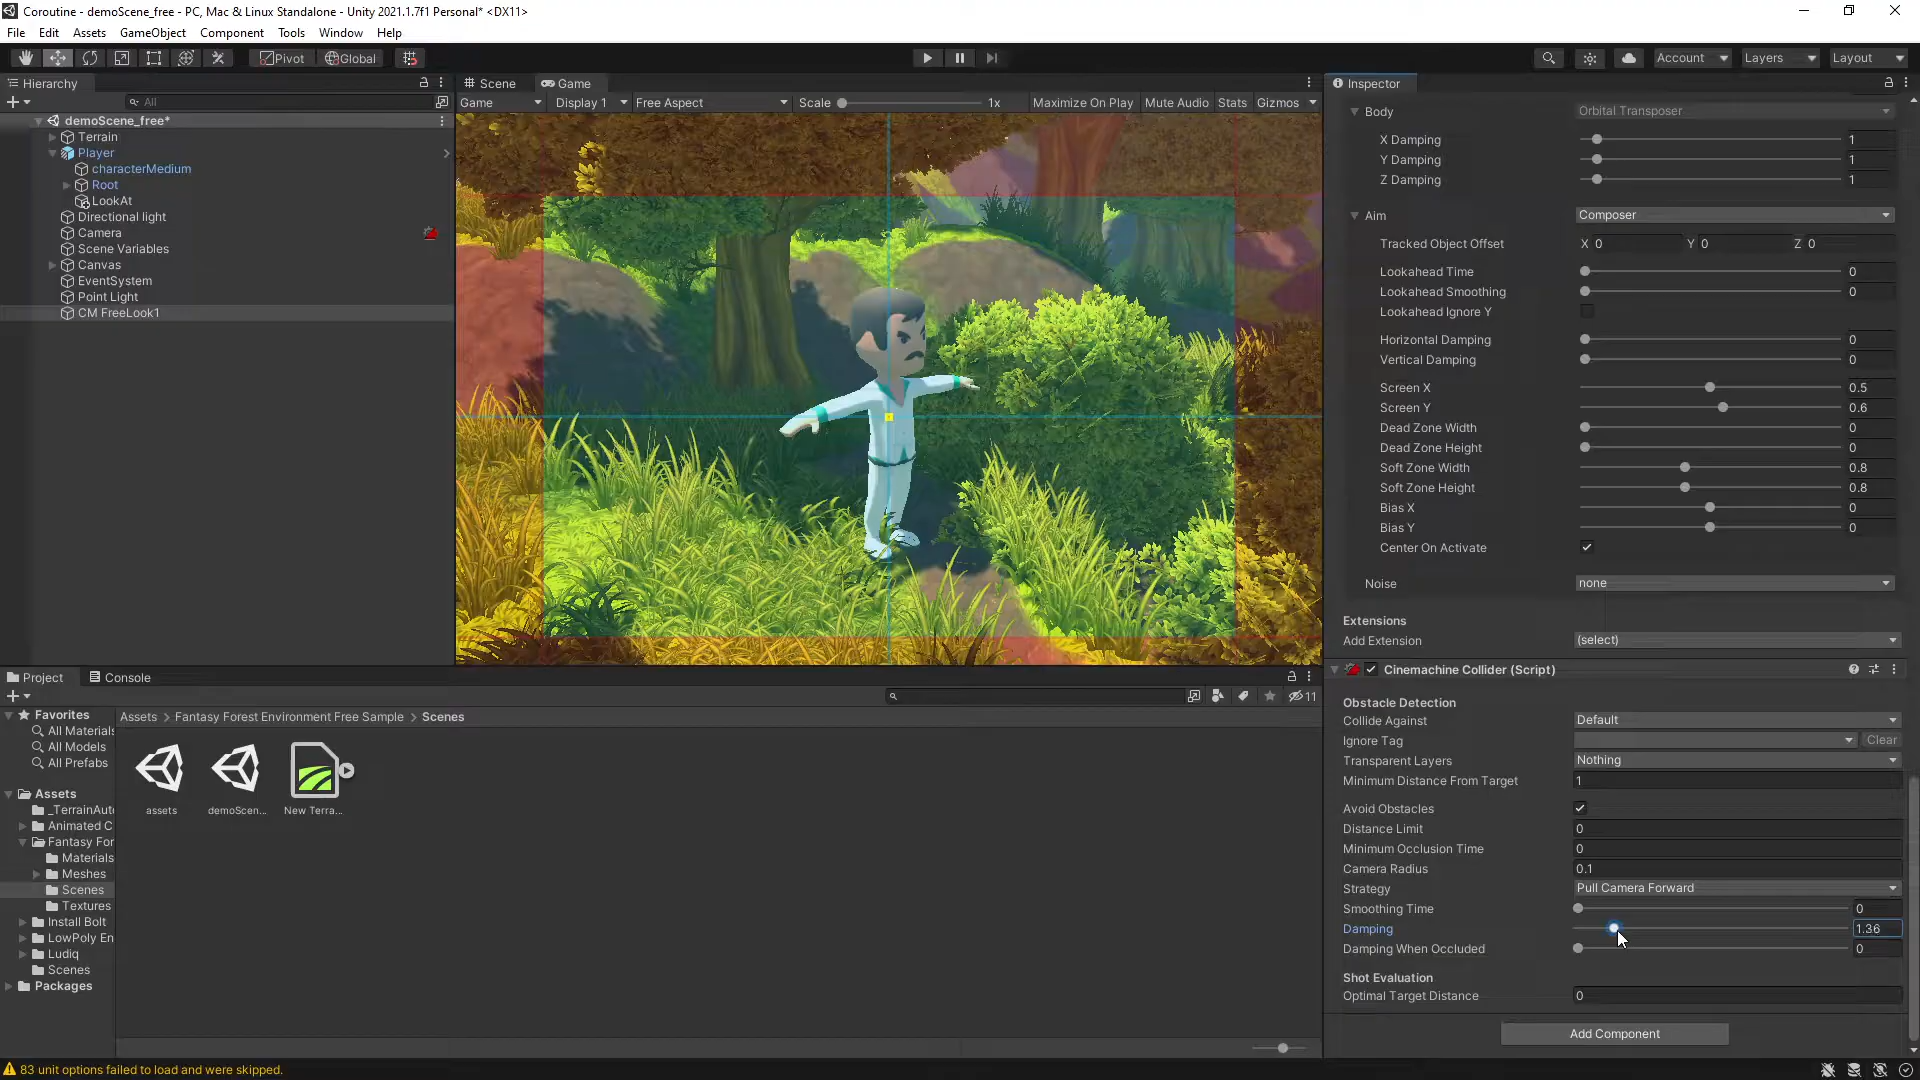 Coroutine - demoScene_free - PC, Mac & Linux Standalone - Unity 2021.1.7f1 Personal* <DX11>
File Edit Assets GameObject Component Tools Window Help
Pivot Global Account Layers Layout
Hierarchy
All
demoScene_free*
Terrain
Player
characterMedium
Root
LookAt
Directional light
Camera
Scene Variables
Canvas
EventSystem
Point Light
CM FreeLook1
Scene Game
Game Display 1 Free Aspect Scale 1x Maximize On Play Mute Audio Stats Gizmos
Inspector
Body Orbital Transposer
X Damping 1
Y Damping 1
Z Damping 1
Aim Composer
Tracked Object Offset X 0 Y 0 Z 0
Lookahead Time 0
Lookahead Smoothing 0
Lookahead Ignore Y
Horizontal Damping 0
Vertical Damping 0
Screen X 0.5
Screen Y 0.6
Dead Zone Width 0
Dead Zone Height 0
Soft Zone Width 0.8
Soft Zone Height 0.8
Bias X 0
Bias Y 0
Center On Activate
Noise none
Extensions
Add Extension (select)
Cinemachine Collider (Script)
Obstacle Detection
Collide Against Default
Ignore Tag Clear
Transparent Layers Nothing
Minimum Distance From Target 1
Avoid Obstacles
Distance Limit 0
Minimum Occlusion Time 0
Camera Radius 0.1
Strategy Pull Camera Forward
Smoothing Time 0
Damping 1.36
Damping When Occluded 0
Shot Evaluation
Optimal Target Distance 0
Add Component
Project Console
11
Favorites
All Materials
All Models
All Prefabs
Assets
_TerrainAut
Animated C
Fantasy For
Materials
Meshes
Scenes
Textures
Install Bolt
LowPoly En
Ludiq
Scenes
Packages
Assets > Fantasy Forest Environment Free Sample > Scenes
assets demoScen... New Terra...
83 unit options failed to load and were skipped.